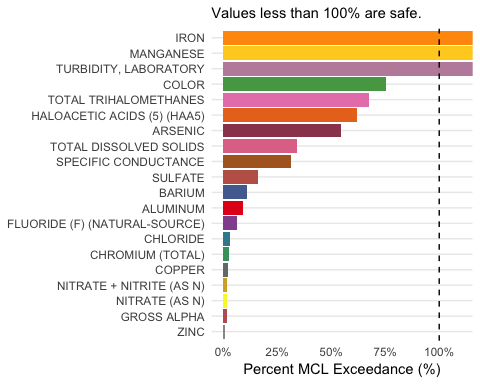 Values less than 100% are safe.
IRON
MANGANESE
TURBIDITY, LABORATORY
COLOR
TOTAL TRIHALOMETHANES
HALOACETIC ACIDS (5) (HAA5)
ARSENIC
TOTAL DISSOLVED SOLIDS
SPECIFIC CONDUCTANCE
SULFATE
BARIUM
ALUMINUM
FLUORIDE (F) (NATURAL-SOURCE)
CHLORIDE
CHROMIUM (TOTAL)
COPPER
NITRATE + NITRITE (AS N)
NITRATE (AS N)
GROSS ALPHA
ZINC
0% 25% 50% 75% 100%
Percent MCL Exceedance (%)